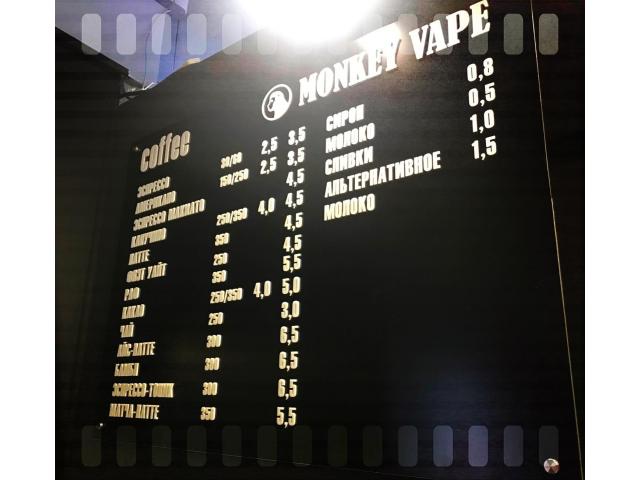 MONKEY VAPE
coffee
ЭСПРЕССО 30/60 2,5 3,5
АМЕРИКАНО 150/250 2,5 3,5
ЭСПРЕССО МАКИАТО 4,5
КАПУЧИНО 250/350 4,0 4,5
ЛАТТЕ 350 4,5
ФЛЭТ УАЙТ 250 4,5
РАФ 350 5,5
КАКАО 250/350 4,0 5,0
ЧАЙ 250 3,0
АЙС-ЛАТТЕ 300 6,5
БАМБЛ 300 6,5
ЭСПРЕССО-ТОНИК 300 6,5
МАТЧА-ЛАТТЕ 350 5,5
СИРОП 0,8
МОЛОКО 0,5
СЛИВКИ 1,0
АЛЬТЕРНАТИВНОЕ 1,5
МОЛОКО